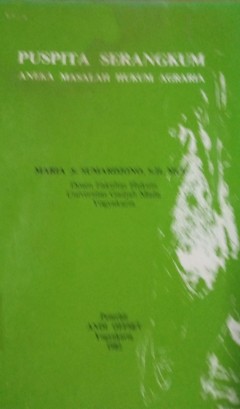 PUSPITA SERANGKUM
ANEKA MASALAH HUKUM AGRARIA
MARIA S. SUMARDJONO, S.H.
Dosen Fakultas Hukum
Universitas Gadjah Mada
Yogyakarta
Penerbit
ANDI OFFSET
Yogyakarta
1982